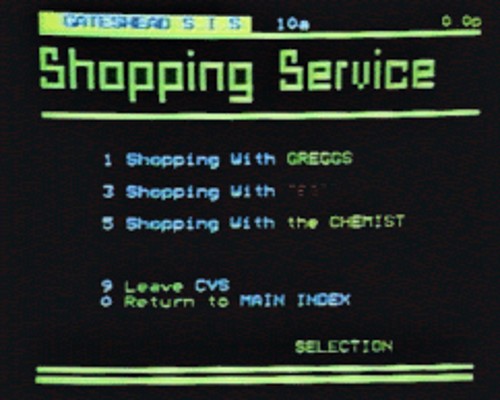 GATESHEAD S I S 10a 0 0p
Shopping Service
1 Shopping With GREGGS
3 Shopping With
5 Shopping With the CHEMIST
9 Leave CVS
0 Return to MAIN INDEX
SELECTION